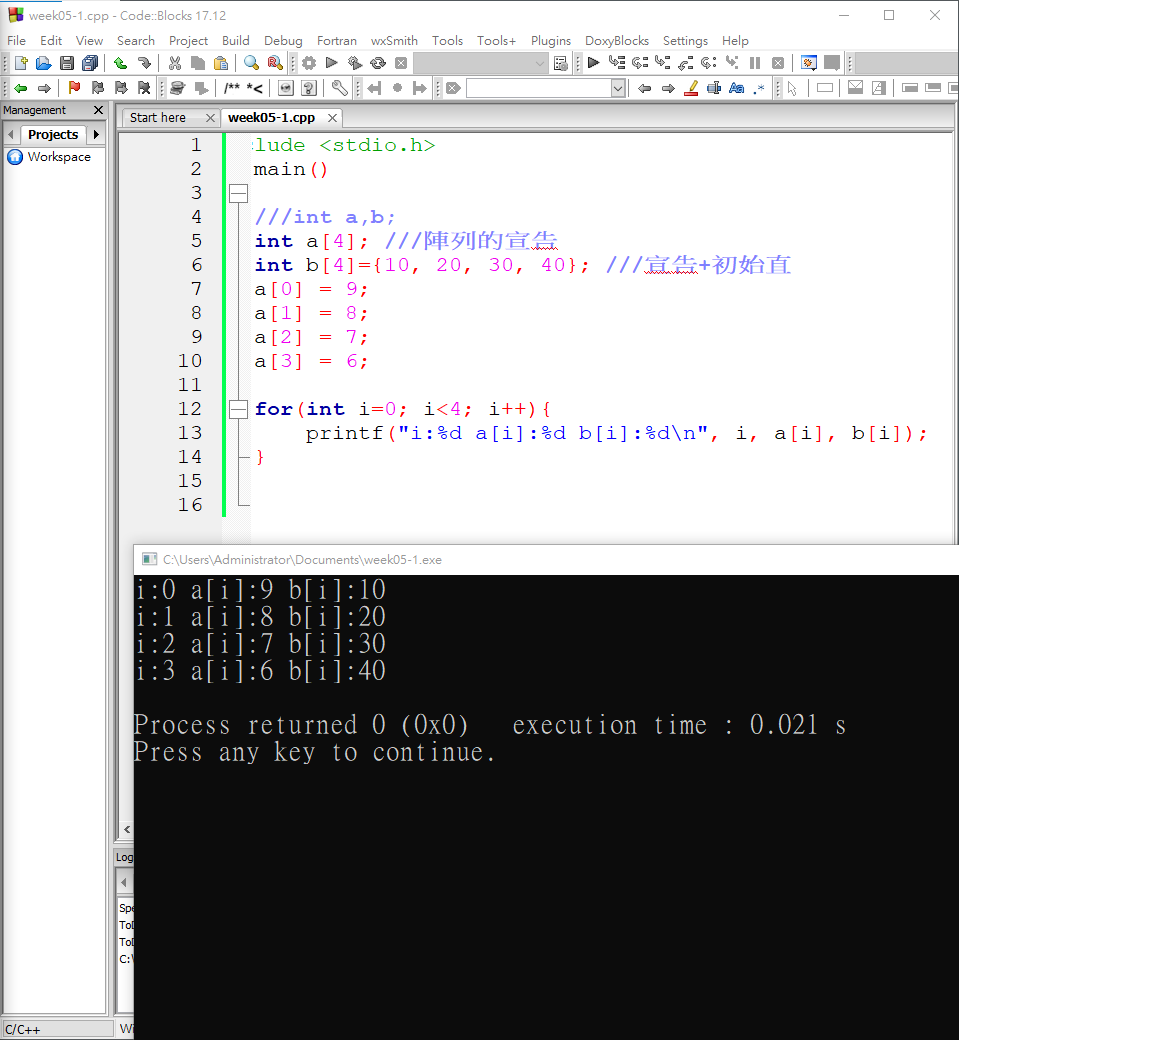 week05-1.cpp - Code::Blocks 17.12
File Edit View Search Project Build Debug Fortran wxSmith Tools Tools+ Plugins DoxyBlocks Settings Help
/** *<
Management
Start here
week05-1.cpp
Projects
Workspace
1 lude <stdio.h>
2 main()
3
4 ///int a,b;
5 int a[4]; ///陣列的宣告
6 int b[4]={10, 20, 30, 40}; ///宣告+初始直
7 a[0] = 9;
8 a[1] = 8;
9 a[2] = 7;
10 a[3] = 6;
11
12 for(int i=0; i<4; i++){
13 printf("i:%d a[i]:%d b[i]:%d\n", i, a[i], b[i]);
14 }
15
16
C:\Users\Administrator\Documents\week05-1.exe
i:0 a[i]:9 b[i]:10
i:1 a[i]:8 b[i]:20
i:2 a[i]:7 b[i]:30
i:3 a[i]:6 b[i]:40
Process returned 0 (0x0) execution time : 0.021 s
Press any key to continue.
Log
Spe
C:\
C/C++
Wi